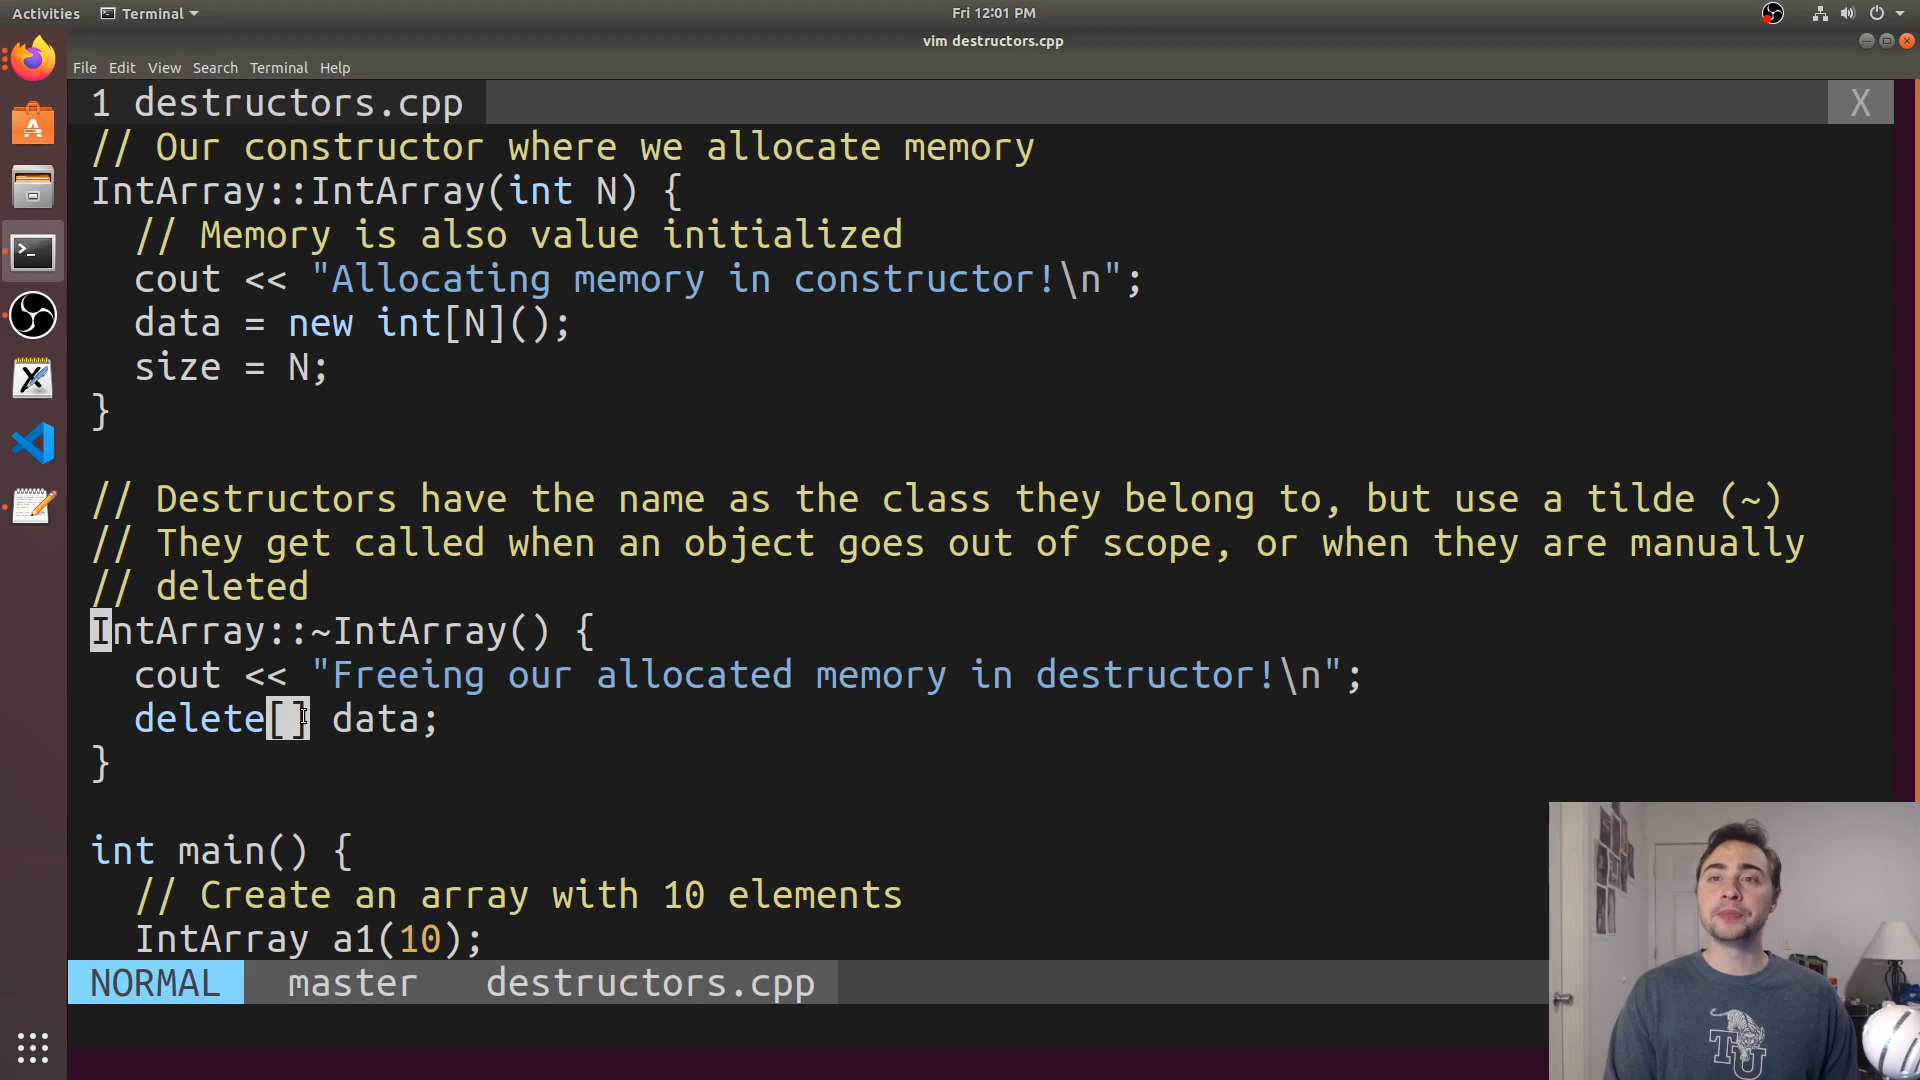 Activities Terminal Fri 12:01 PM
vim destructors.cpp
File Edit View Search Terminal Help
1 destructors.cpp X
// Our constructor where we allocate memory
IntArray::IntArray(int N) {
// Memory is also value initialized
cout << "Allocating memory in constructor!\n";
data = new int[N]();
size = N;
}
// Destructors have the name as the class they belong to, but use a tilde (~)
// They get called when an object goes out of scope, or when they are manually
// deleted
IntArray::~IntArray() {
cout << "Freeing our allocated memory in destructor!\n";
delete[] data;
}
int main() {
// Create an array with 10 elements
IntArray a1(10);
NORMAL master destructors.cpp
TU